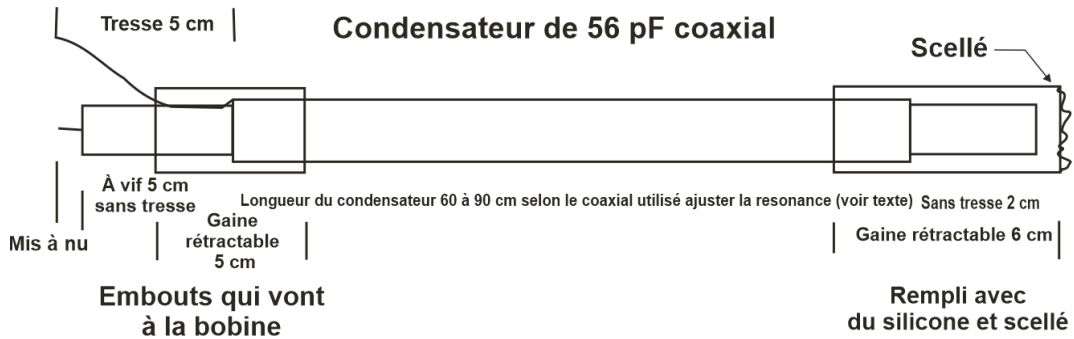 Tresse 5 cm
Condensateur de 56 pF coaxial
Scellé
À vif 5 cm
sans tresse
Longueur du condensateur 60 à 90 cm selon le coaxial utilisé ajuster la resonance (voir texte)
Sans tresse 2 cm
Mis à nu
Gaine
rétractable
5 cm
Gaine rétractable 6 cm
Embouts qui vont
à la bobine
Rempli avec
du silicone et scellé